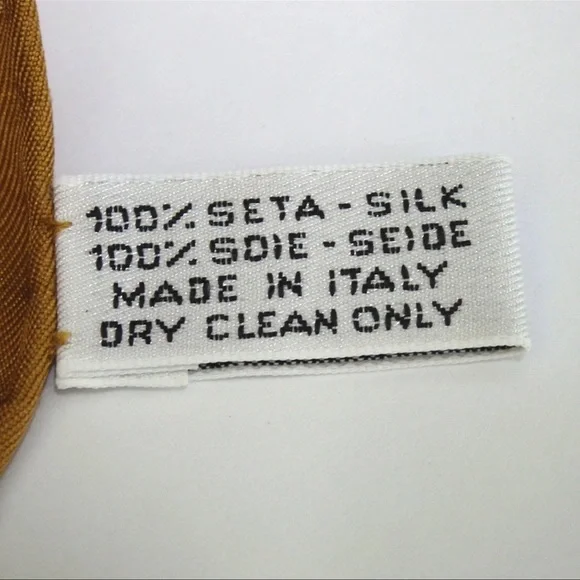 100% SETA - SILK
100% SOIE - SEIDE
MADE IN ITALY
DRY CLEAN ONLY